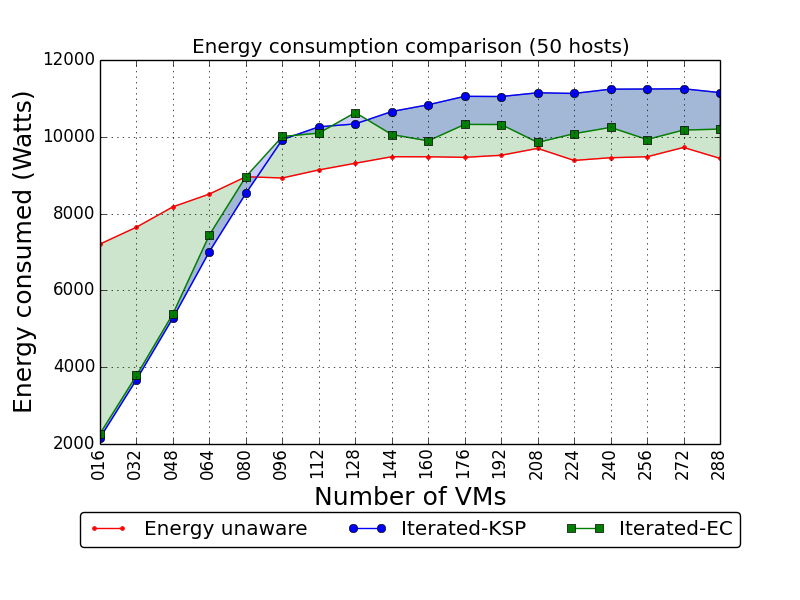 Energy consumption comparison (50 hosts)
Energy consumed (Watts)
12000
10000
8000
6000
4000
2000
016 032 048 064 080 096 112 128 144 160 176 192 208 224 240 256 272 288
Number of VMs
Energy unaware Iterated-KSP Iterated-EC